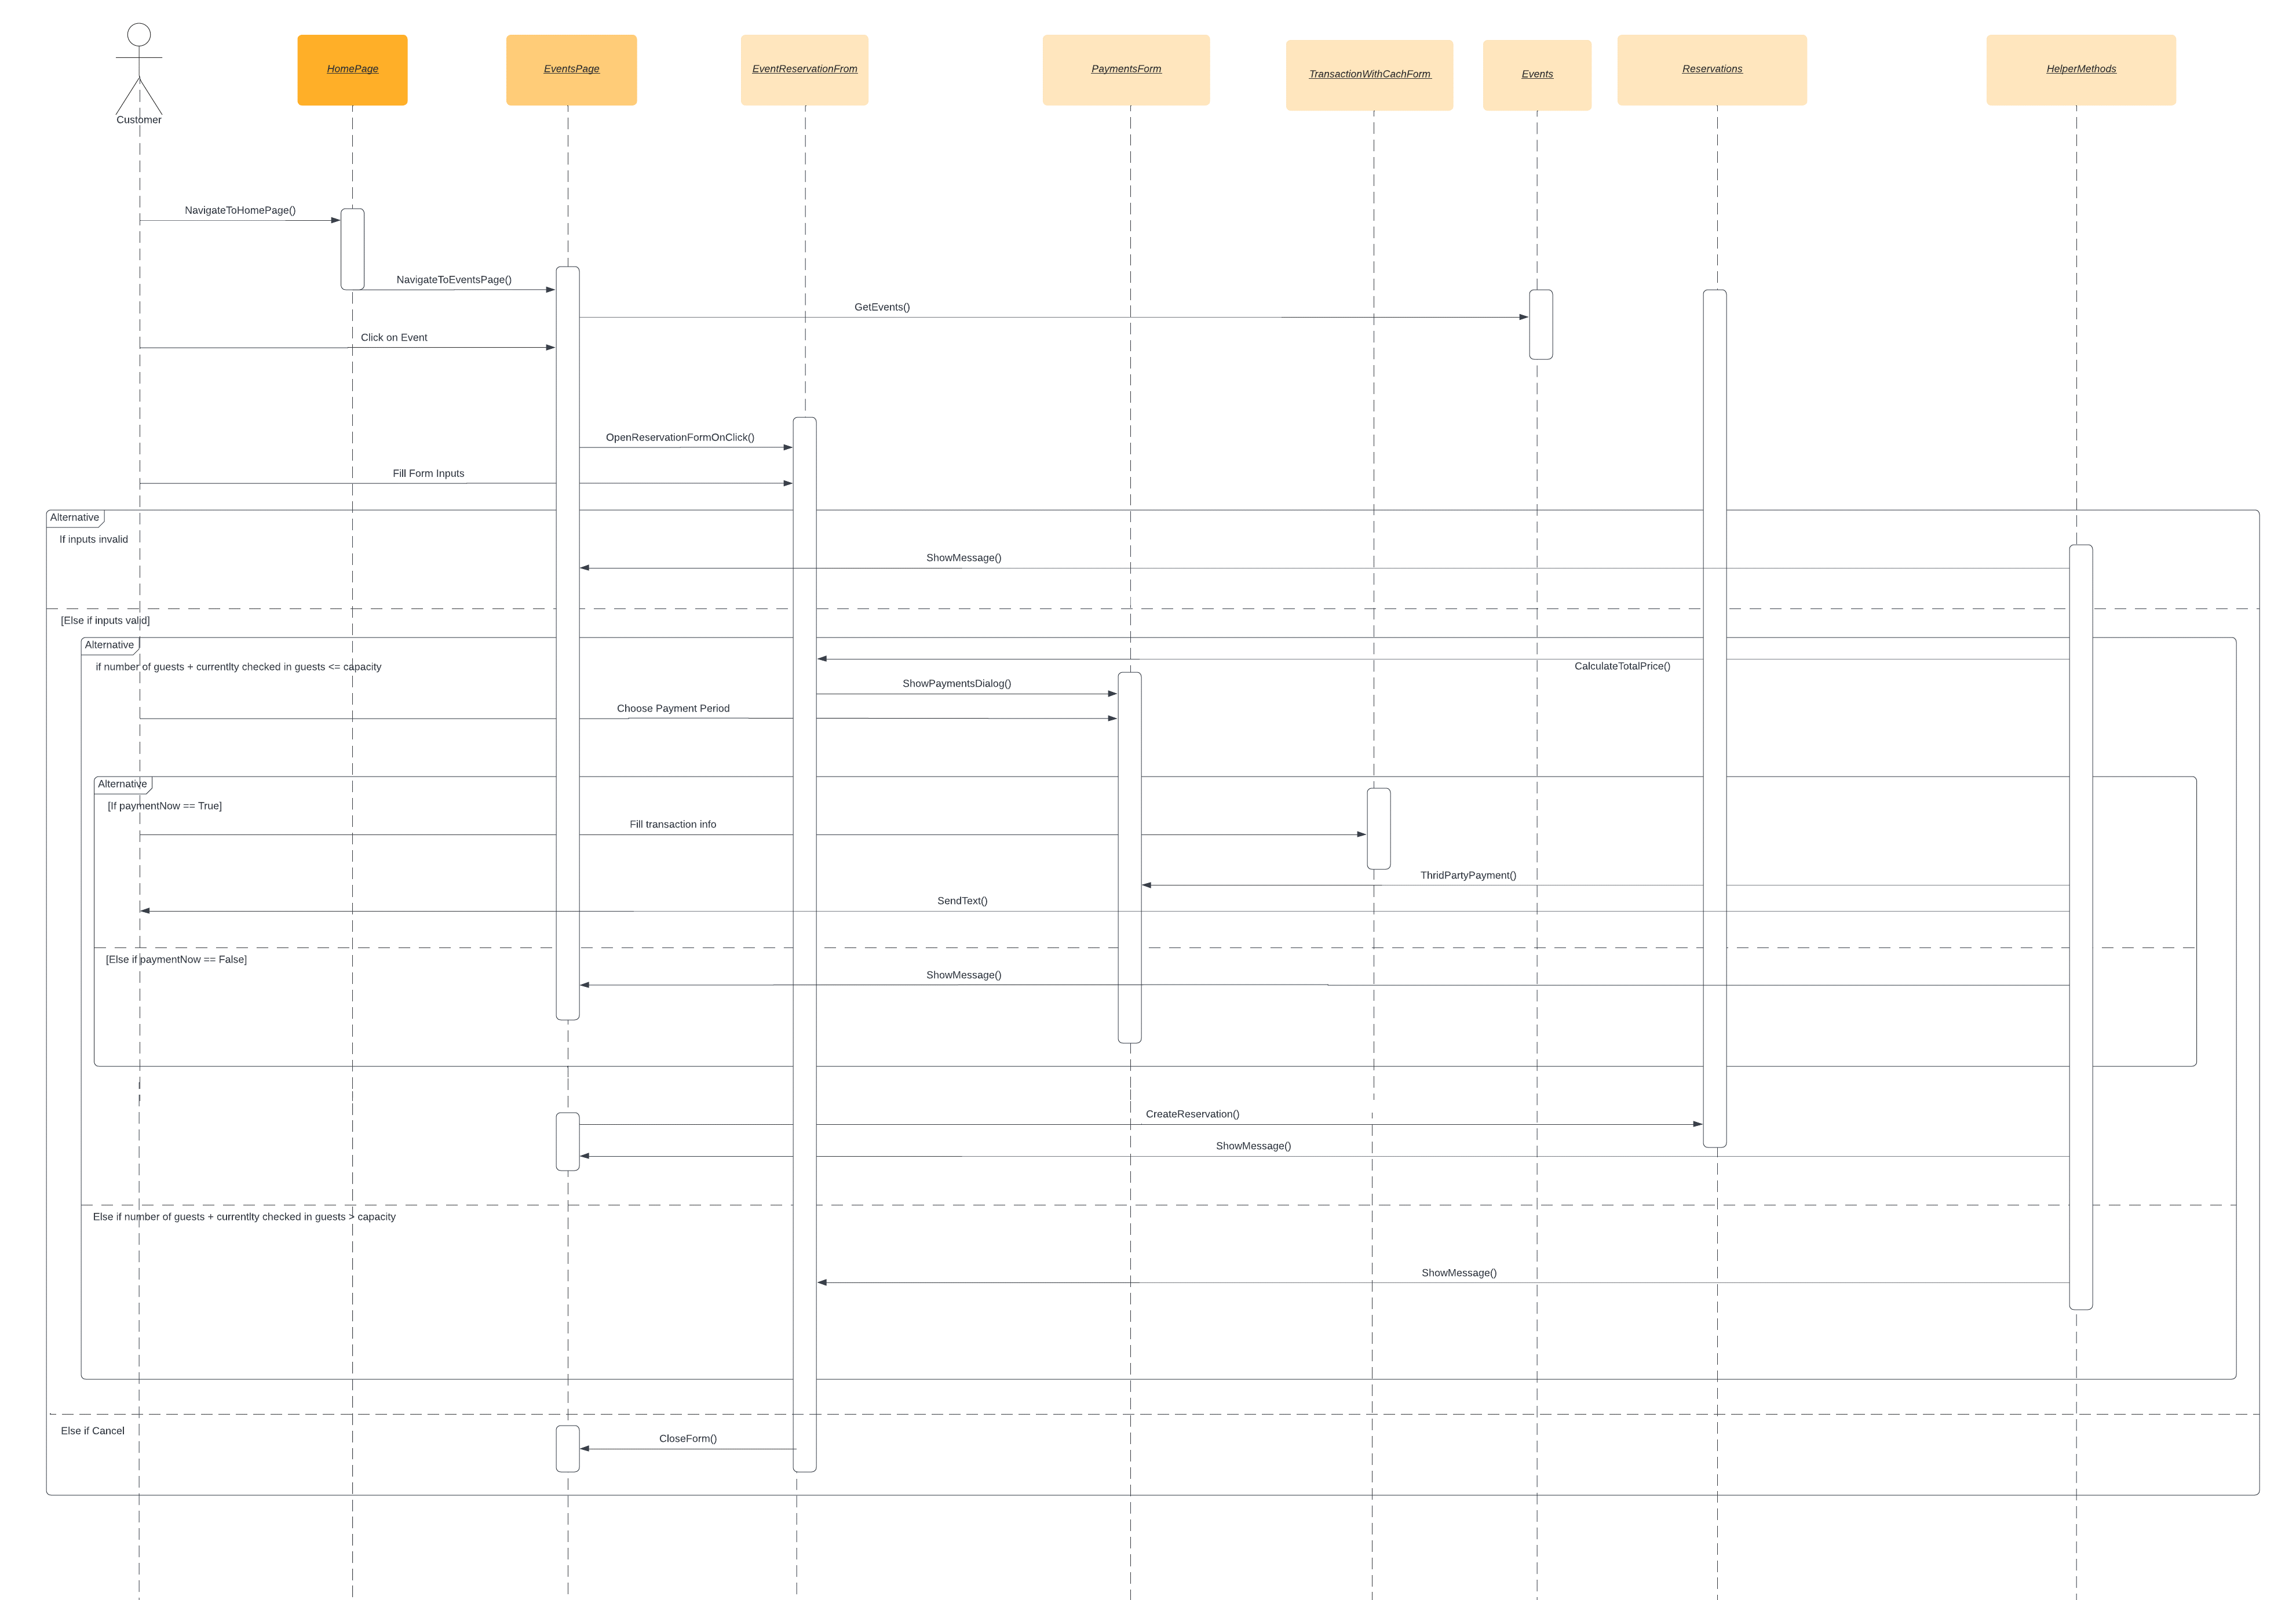 Customer
HomePage
EventsPage
EventReservationFrom
PaymentsForm
TransactionWithCachForm
Events
Reservations
HelperMethods
NavigateToHomePage()
NavigateToEventsPage()
GetEvents()
Click on Event
OpenReservationFormOnClick()
Fill Form Inputs
Alternative
If inputs invalid
ShowMessage()
[Else if inputs valid]
Alternative
if number of guests + currentlty checked in guests <= capacity
CalculateTotalPrice()
ShowPaymentsDialog()
Choose Payment Period
Alternative
[If paymentNow == True]
Fill transaction info
ThridPartyPayment()
SendText()
[Else if paymentNow == False]
ShowMessage()
CreateReservation()
ShowMessage()
Else if number of guests + currentlty checked in guests > capacity
ShowMessage()
Else if Cancel
CloseForm()